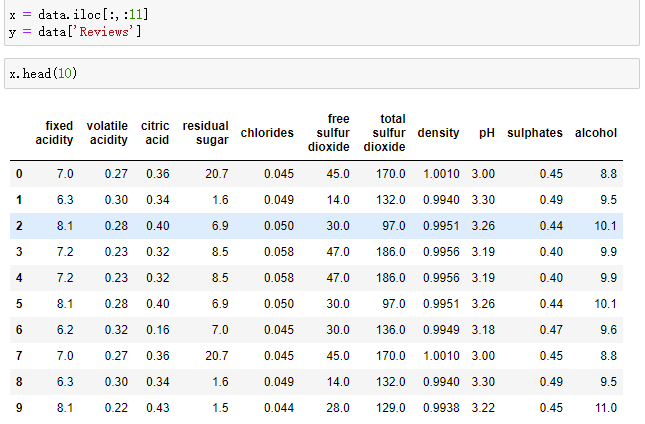 x = data.iloc[:,:11]
y = data['Reviews']
x.head(10)
fixed acidity volatile acidity citric acid residual sugar chlorides free sulfur dioxide total sulfur dioxide density pH sulphates alcohol
0 7.0 0.27 0.36 20.7 0.045 45.0 170.0 1.0010 3.00 0.45 8.8
1 6.3 0.30 0.34 1.6 0.049 14.0 132.0 0.9940 3.30 0.49 9.5
2 8.1 0.28 0.40 6.9 0.050 30.0 97.0 0.9951 3.26 0.44 10.1
3 7.2 0.23 0.32 8.5 0.058 47.0 186.0 0.9956 3.19 0.40 9.9
4 7.2 0.23 0.32 8.5 0.058 47.0 186.0 0.9956 3.19 0.40 9.9
5 8.1 0.28 0.40 6.9 0.050 30.0 97.0 0.9951 3.26 0.44 10.1
6 6.2 0.32 0.16 7.0 0.045 30.0 136.0 0.9949 3.18 0.47 9.6
7 7.0 0.27 0.36 20.7 0.045 45.0 170.0 1.0010 3.00 0.45 8.8
8 6.3 0.30 0.34 1.6 0.049 14.0 132.0 0.9940 3.30 0.49 9.5
9 8.1 0.22 0.43 1.5 0.044 28.0 129.0 0.9938 3.22 0.45 11.0